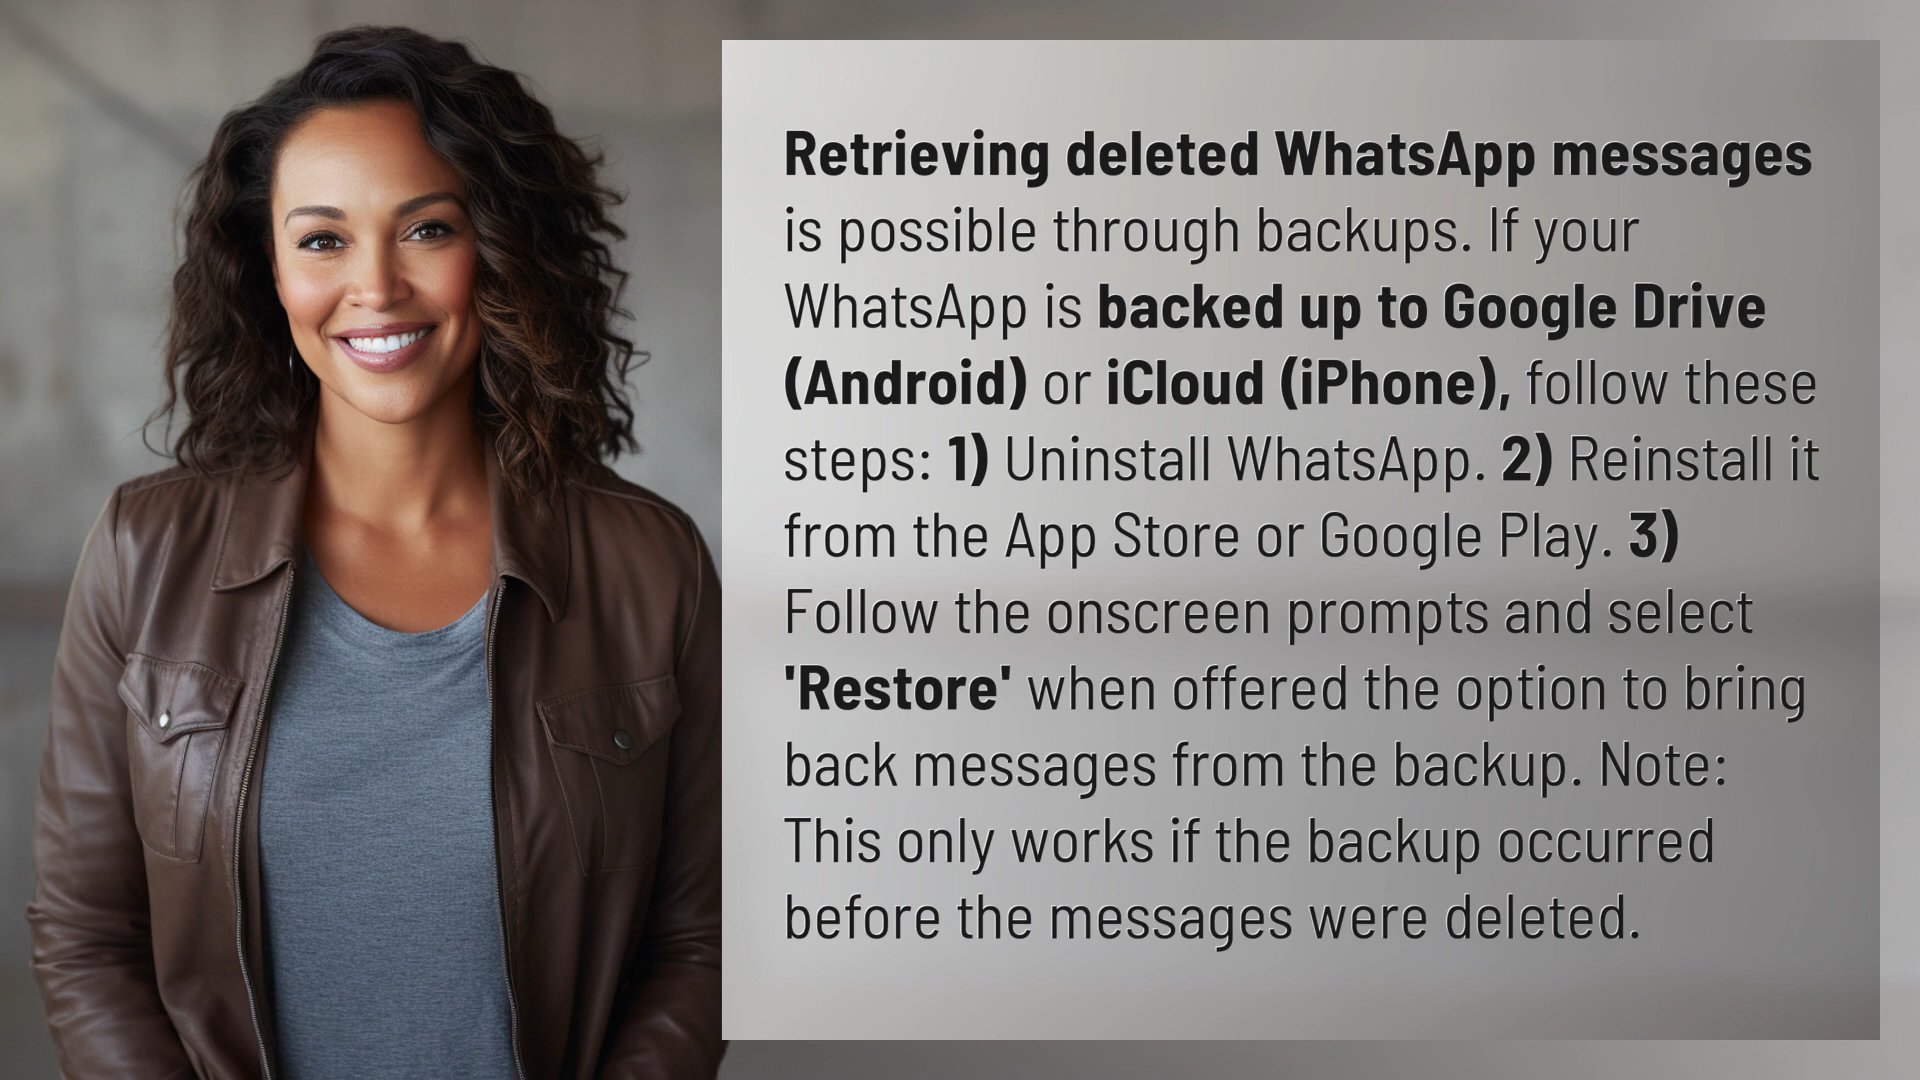 Retrieving deleted WhatsApp messages
is possible through backups. If your
WhatsApp is backed up to Google Drive
(Android) or iCloud (iPhone), follow these
steps: 1) Uninstall WhatsApp. 2) Reinstall it
from the App Store or Google Play. 3)
Follow the onscreen prompts and select
'Restore' when offered the option to bring
back messages from the backup. Note:
This only works if the backup occurred
before the messages were deleted.